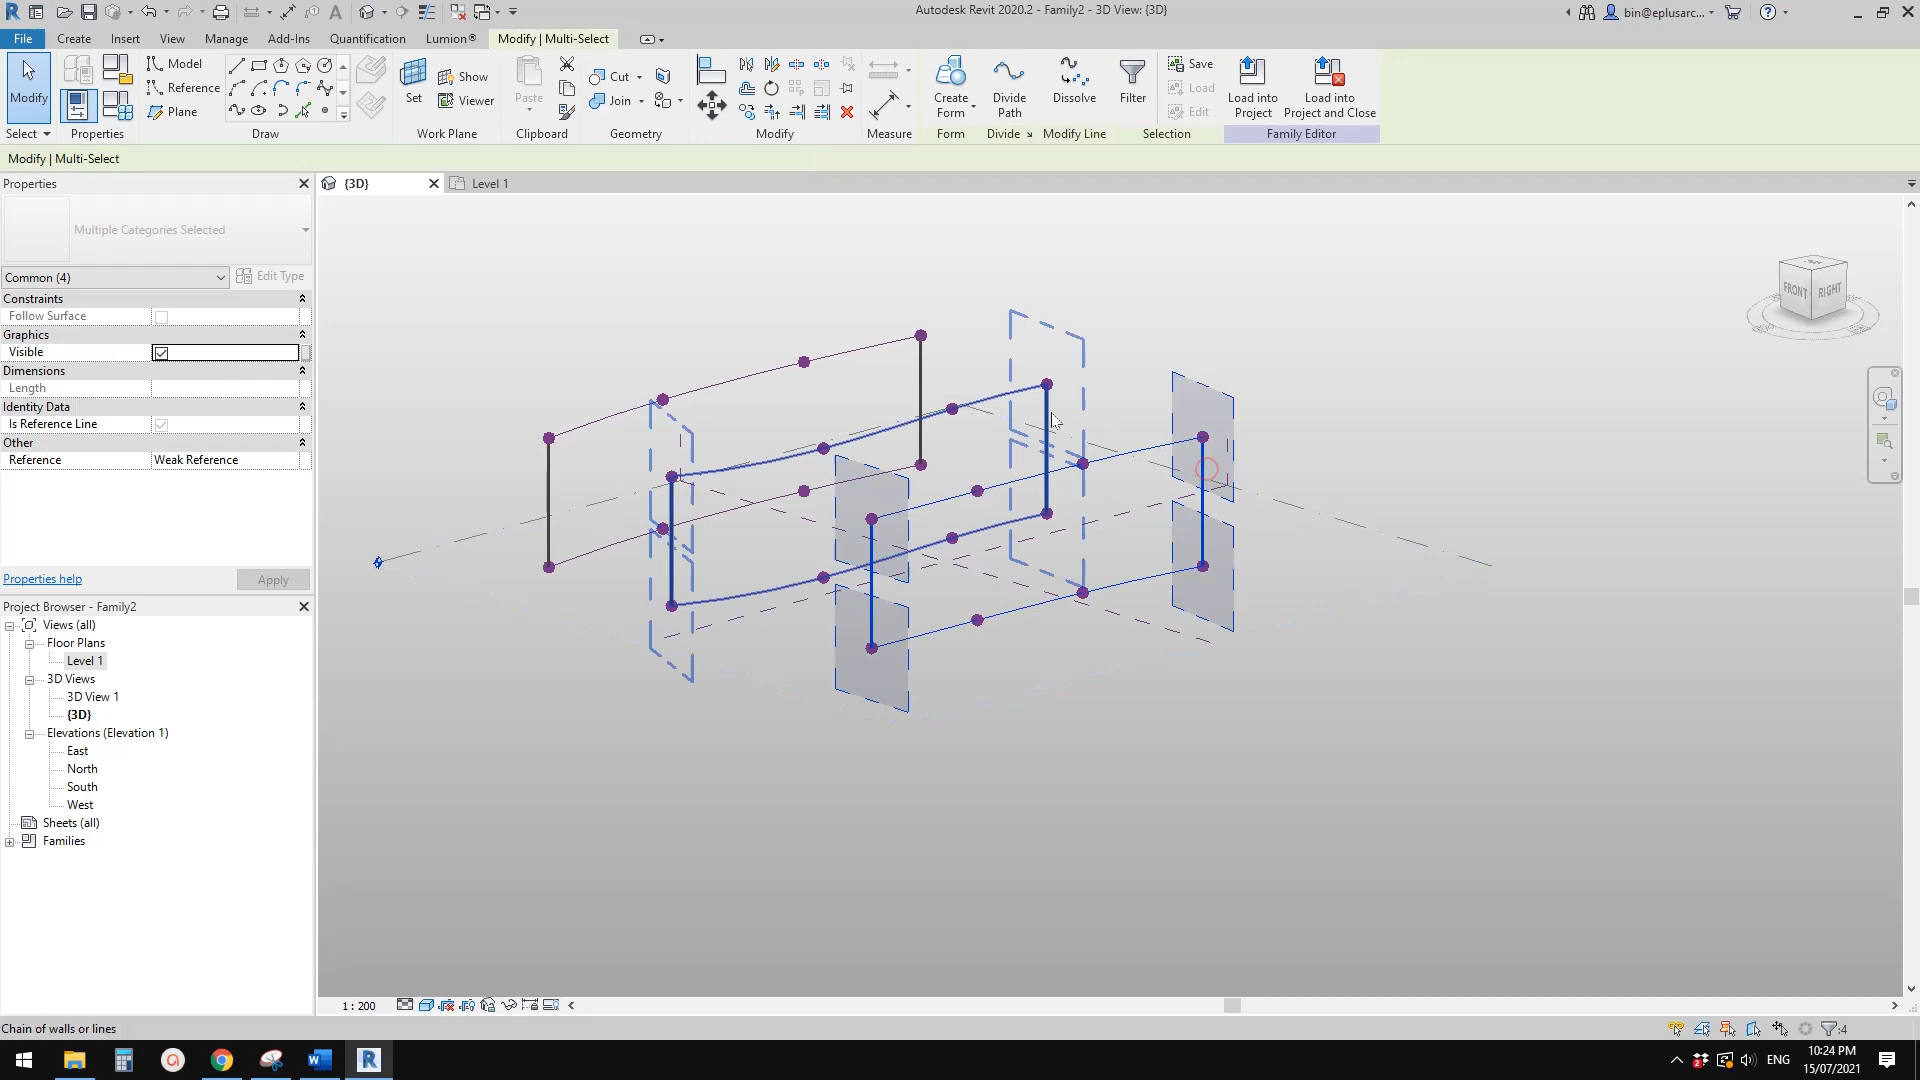 Autodesk Revit 2020.2 - Family2 - 3D View: {3D}
bin@eplusarc...
File Create Insert View Manage Add-Ins Quantification Lumion® Modify | Multi-Select
Modify
Select
Properties
Model
Reference
Plane
Draw
Set
Show
Viewer
Work Plane
Paste
Clipboard
Cut
Join
Geometry
Modify
Measure
Create
Form
Form
Divide
Path
Divide
Dissolve
Modify Line
Filter
Save
Load
Edit
Selection
Load into
Project
Load into
Project and Close
Family Editor
Modify | Multi-Select
Properties
Multiple Categories Selected
Common (4)
Edit Type
Constraints
Follow Surface
Graphics
Visible
Dimensions
Length
Identity Data
Is Reference Line
Other
Reference Weak Reference
Properties help
Apply
Project Browser - Family2
Views (all)
Floor Plans
Level 1
3D Views
3D View 1
{3D}
Elevations (Elevation 1)
East
North
South
West
Sheets (all)
Families
{3D}
Level 1
FRONT
RIGHT
1 : 200
Chain of walls or lines
:4
ENG
10:24 PM
15/07/2021